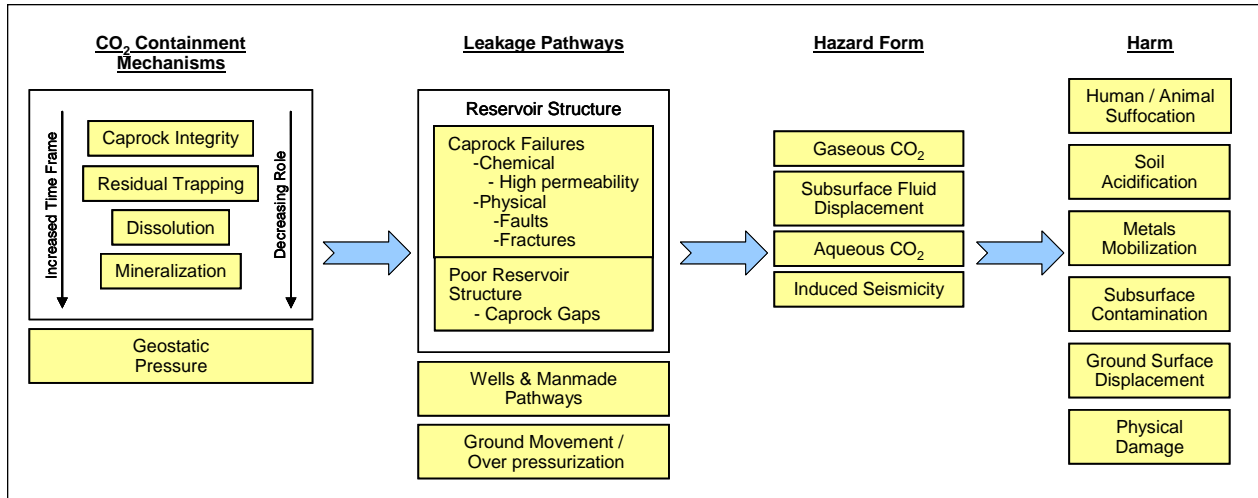 CO₂ Containment
Mechanisms
Increased Time Frame
Caprock Integrity
Residual Trapping
Dissolution
Mineralization
Decreasing Role
Geostatic
Pressure
Leakage Pathways
Reservoir Structure
Caprock Failures
-Chemical
- High permeability
-Physical
-Faults
-Fractures
Poor Reservoir
Structure
- Caprock Gaps
Wells & Manmade
Pathways
Ground Movement /
Over pressurization
Hazard Form
Gaseous CO₂
Subsurface Fluid
Displacement
Aqueous CO₂
Induced Seismicity
Harm
Human / Animal
Suffocation
Soil
Acidification
Metals
Mobilization
Subsurface
Contamination
Ground Surface
Displacement
Physical
Damage